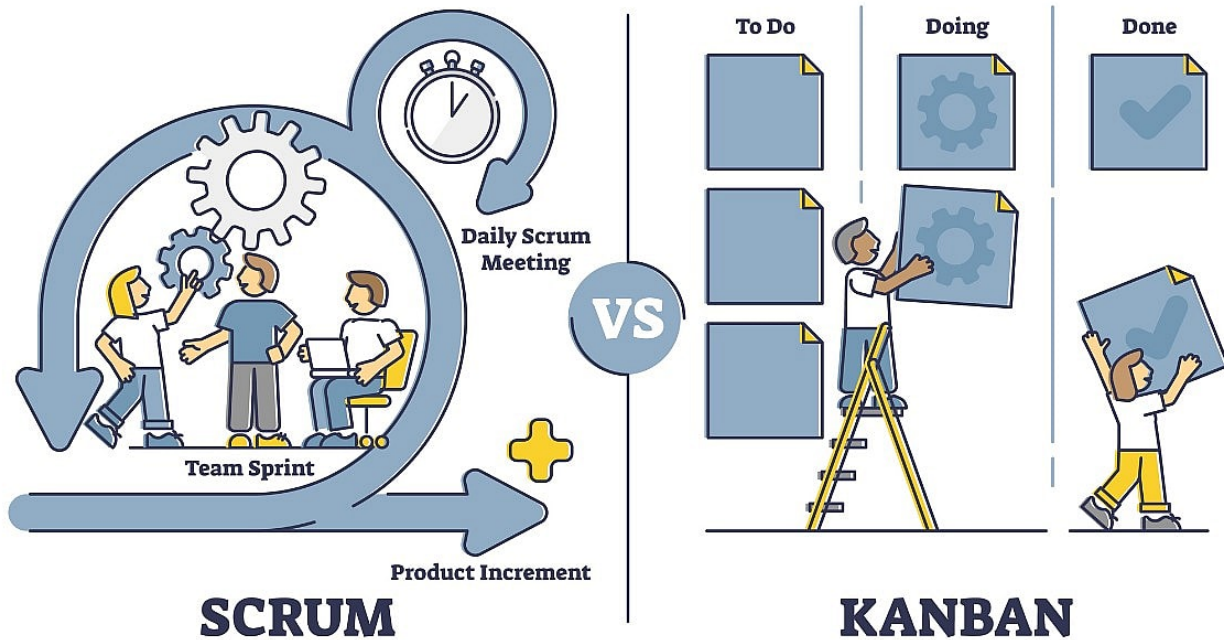 Daily Scrum
Meeting
Team Sprint
Product Increment
SCRUM
VS
To Do
Doing
Done
KANBAN